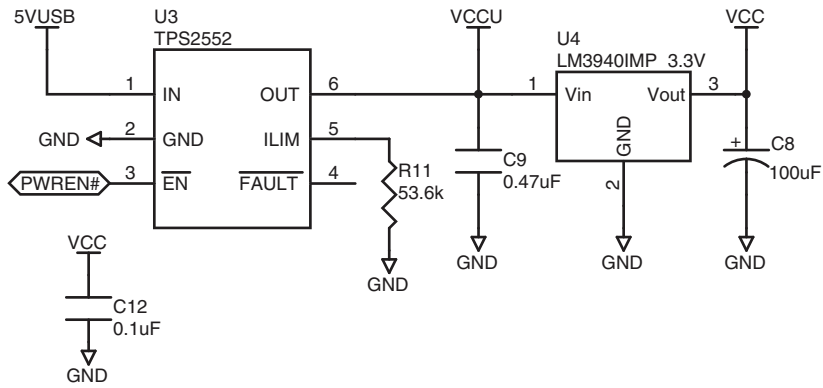 5VUSB
U3
TPS2552
1
IN
OUT
6
GND
2
GND
ILIM
5
PWREN#
3
EN
FAULT
4
R11
53.6k
GND
VCCU
U4
LM3940IMP 3.3V
1
Vin
Vout
3
GND
2
GND
C9
0.47uF
GND
VCC
+
C8
100uF
GND
VCC
C12
0.1uF
GND